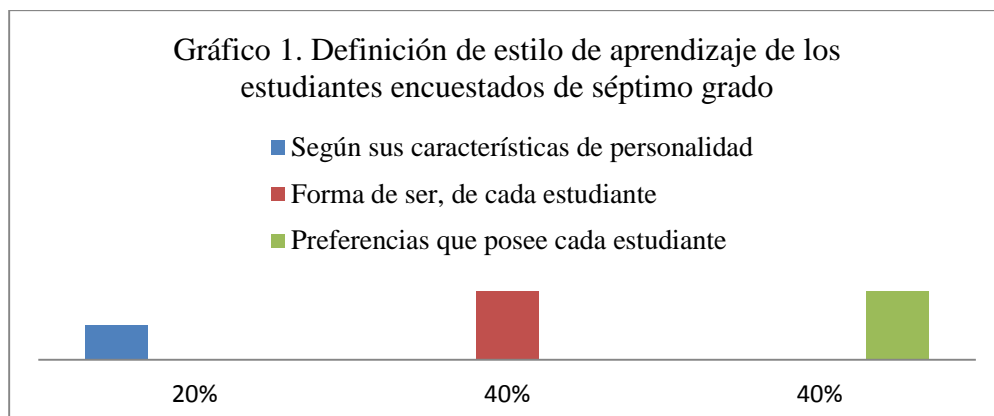 Gráfico 1. Definición de estilo de aprendizaje de los
estudiantes encuestados de séptimo grado
Según sus características de personalidad
Forma de ser, de cada estudiante
Preferencias que posee cada estudiante
20% 40% 40%